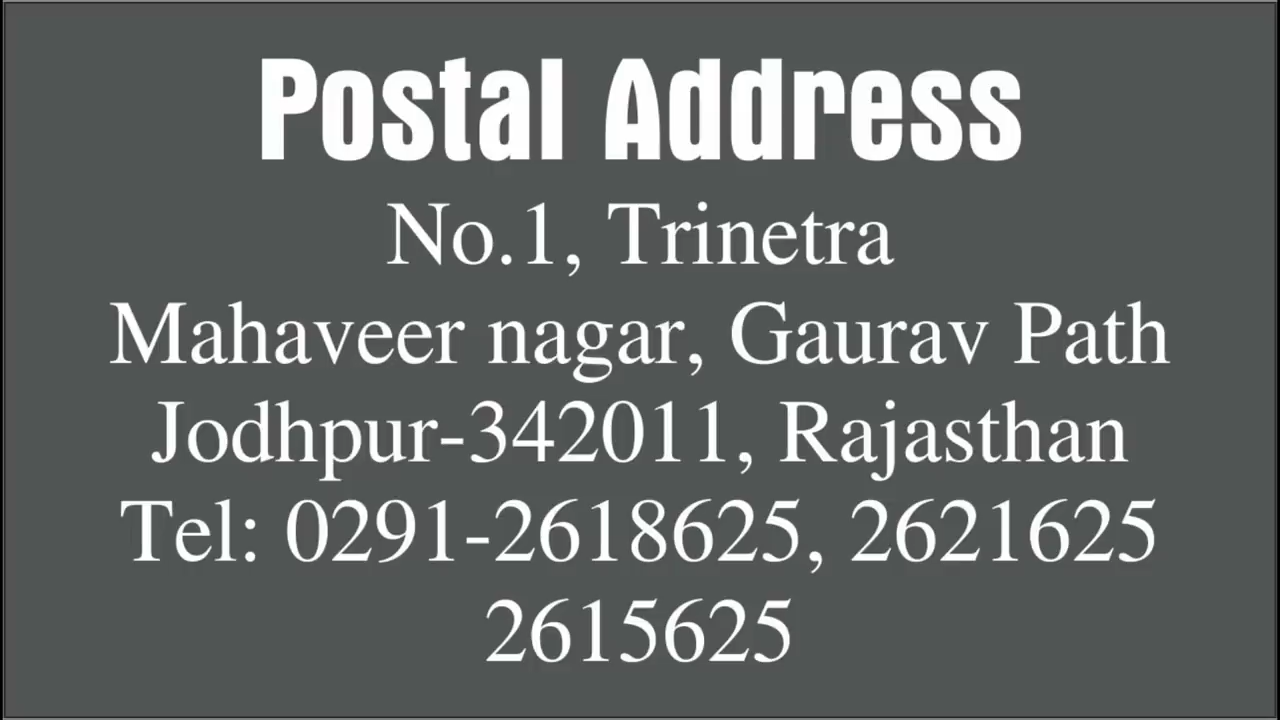 Postal Address
No.1, Trinetra
Mahaveer nagar, Gaurav Path
Jodhpur-342011, Rajasthan
Tel: 0291-2618625, 2621625
2615625